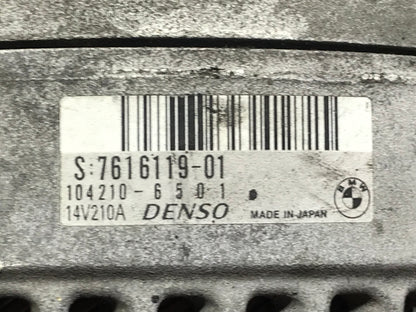 S:7616119-01
104210-6501
14V210A DENSO MADE IN JAPAN BMW